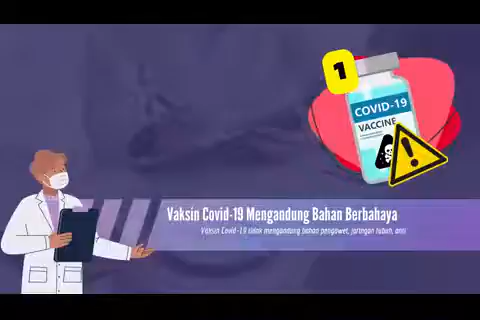 1
COVID-19
VACCINE
Vaksin Covid-19 Mengandung Bahan Berbahaya
Vaksin Covid-19 tidak mengandung bahan pengawet, jaringan tubuh, anti